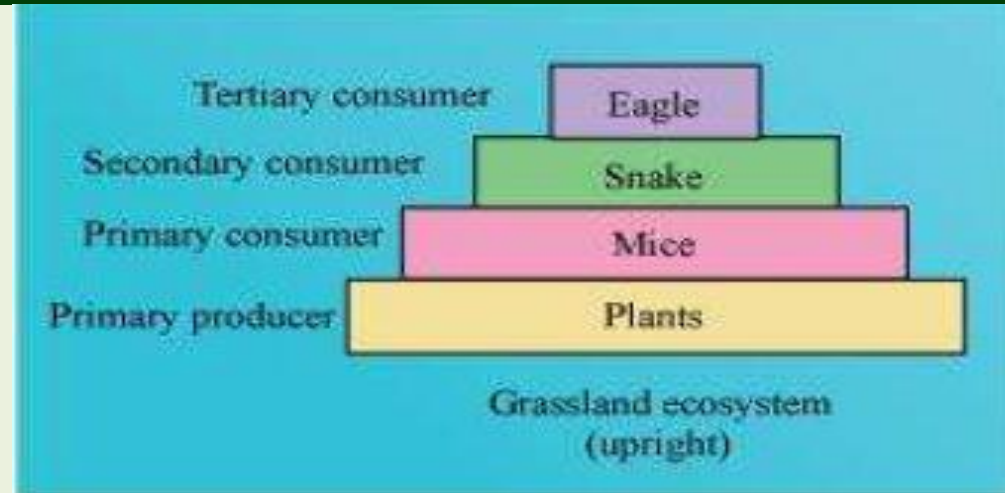 Tertiary consumer
Eagle
Secondary consumer
Snake
Primary consumer
Mice
Primary producer
Plants
Grassland ecosystem
(upright)